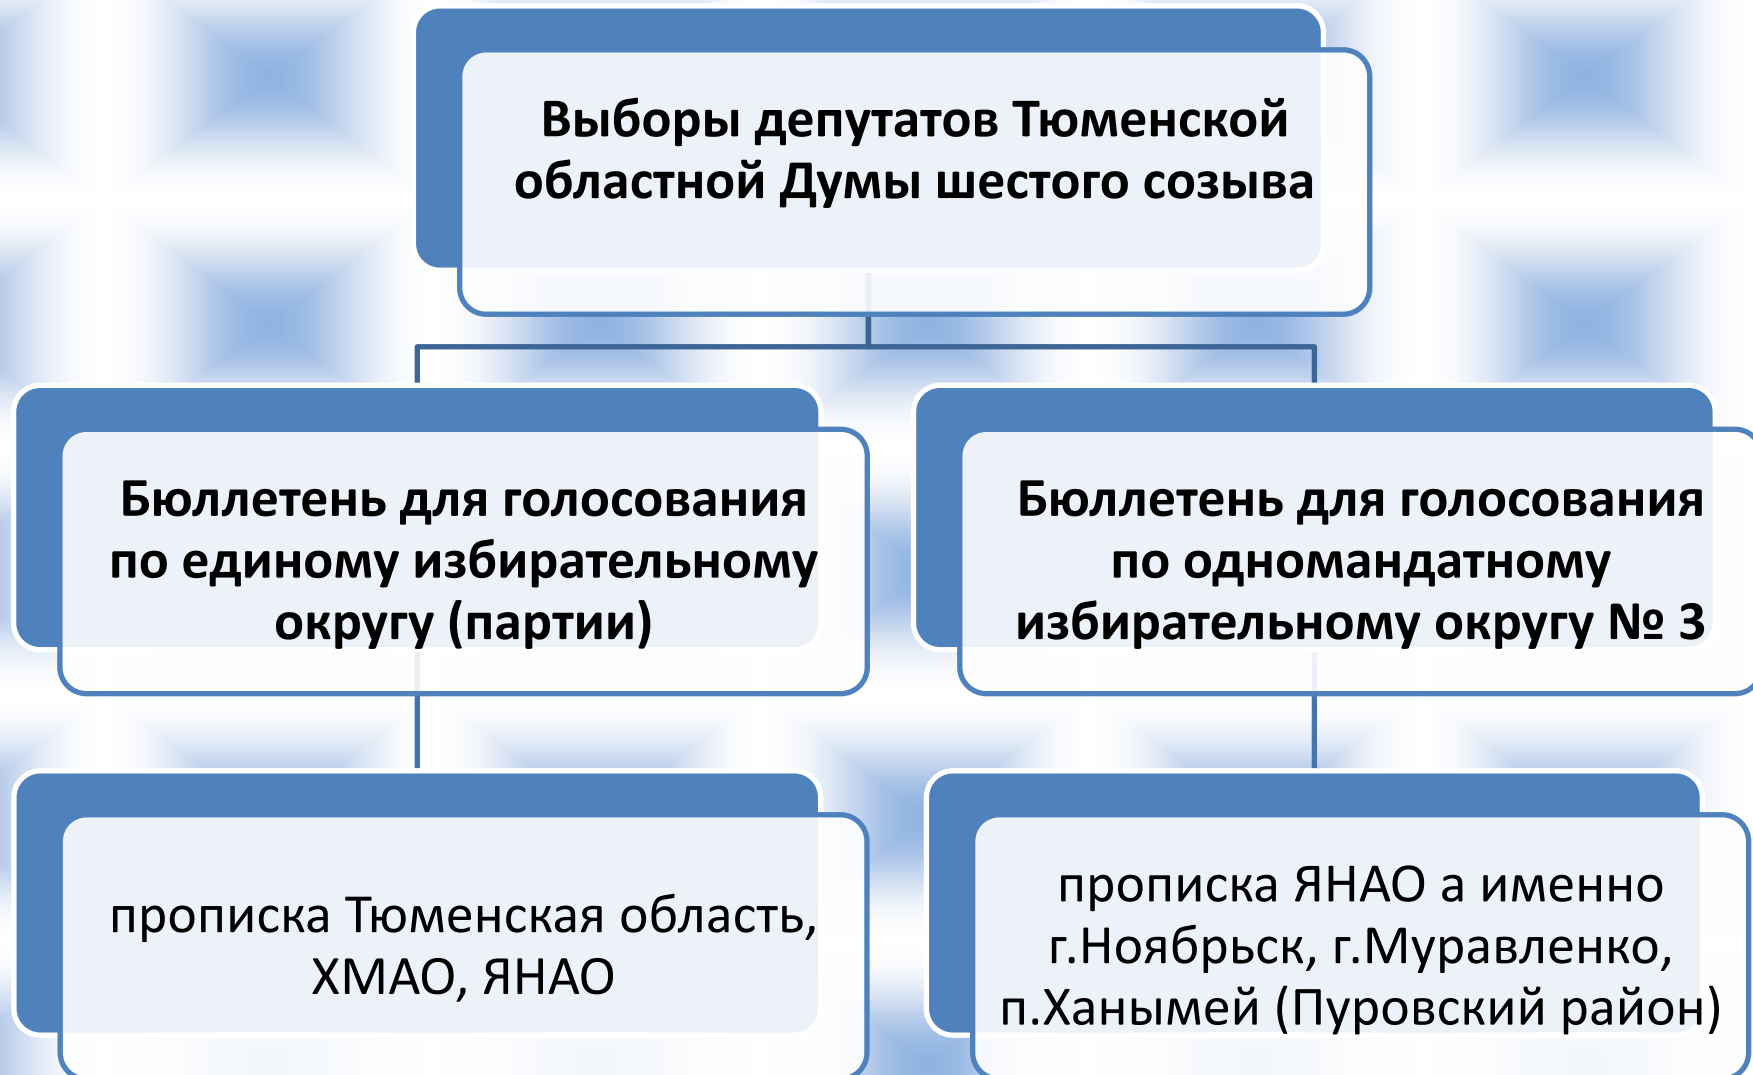 Выборы депутатов Тюменской
областной Думы шестого созыва
Бюллетень для голосования
по единому избирательному
округу (партии)
Бюллетень для голосования
по одномандатному
избирательному округу № 3
прописка Тюменская область,
ХМАО, ЯНАО
прописка ЯНАО а именно
г.Ноябрьск, г.Муравленко,
п.Ханымей (Пуровский район)